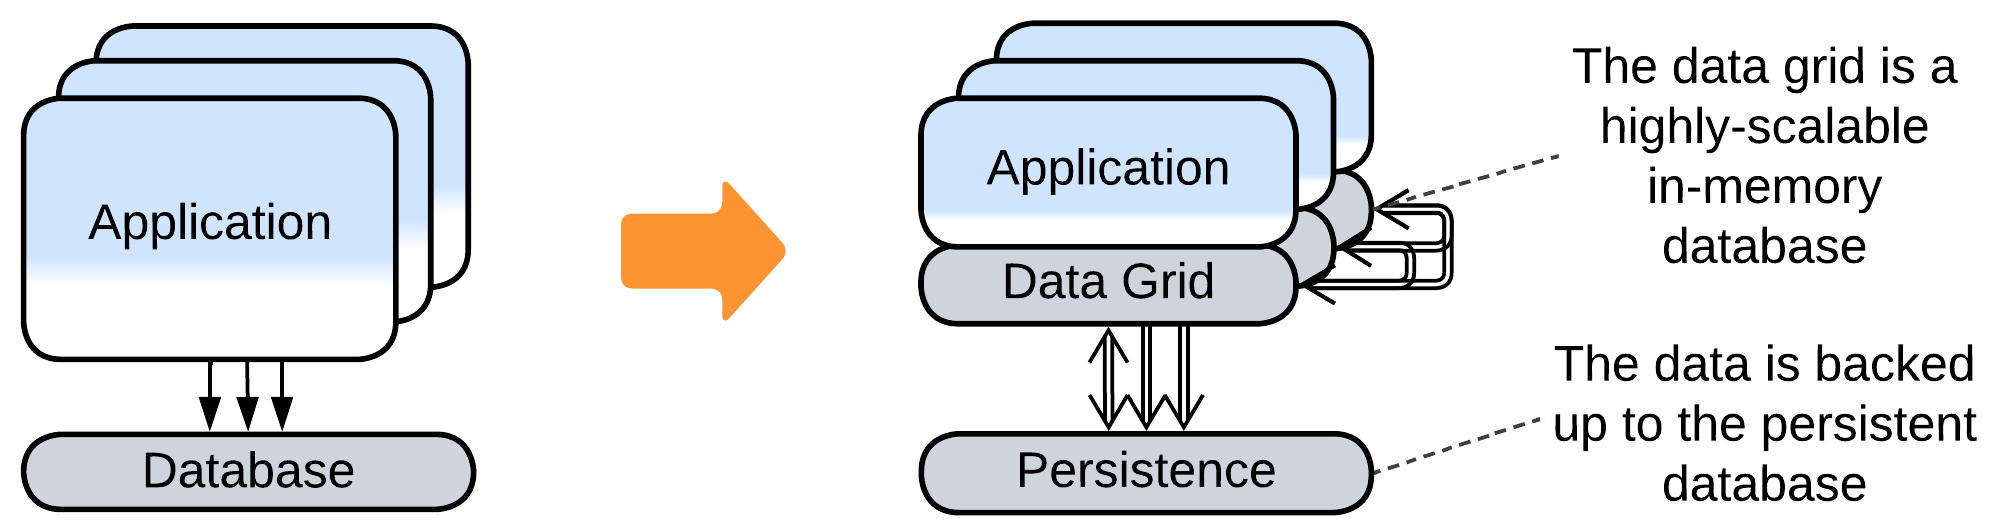 Application
Database
Application
Data Grid
Persistence
The data grid is a
highly-scalable
in-memory
database
The data is backed
up to the persistent
database